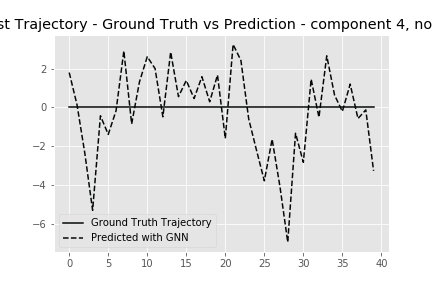 st Trajectory - Ground Truth vs Prediction - component 4, no
2
0
−2
−4
−6
Ground Truth Trajectory
Predicted with GNN
0 5 10 15 20 25 30 35 40